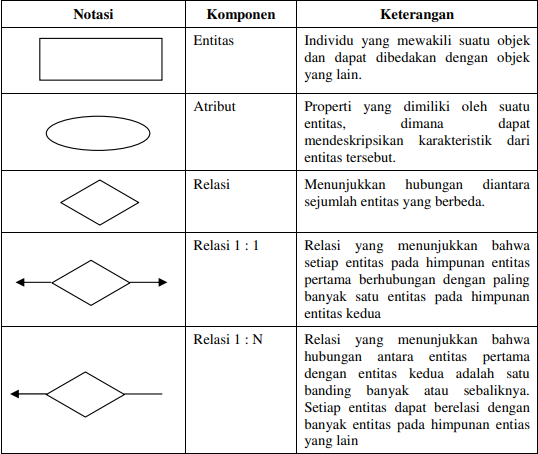 Notasi Komponen Keterangan
Entitas
Individu yang mewakili suatu objek
dan dapat dibedakan dengan objek
yang lain.
Atribut
Properti yang dimiliki oleh suatu
entitas, dimana dapat
mendeskripsikan karakteristik dari
entitas tersebut.
Relasi
Menunjukkan hubungan diantara
sejumlah entitas yang berbeda.
Relasi 1 : 1
Relasi yang menunjukkan bahwa
setiap entitas pada himpunan entitas
pertama berhubungan dengan paling
banyak satu entitas pada himpunan
entitas kedua
Relasi 1 : N
Relasi yang menunjukkan bahwa
hubungan antara entitas pertama
dengan entitas kedua adalah satu
banding banyak atau sebaliknya.
Setiap entitas dapat berelasi dengan
banyak entitas pada himpunan entias
yang lain